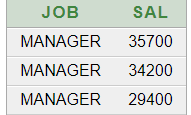 JOB SAL
MANAGER 35700
MANAGER 34200
MANAGER 29400